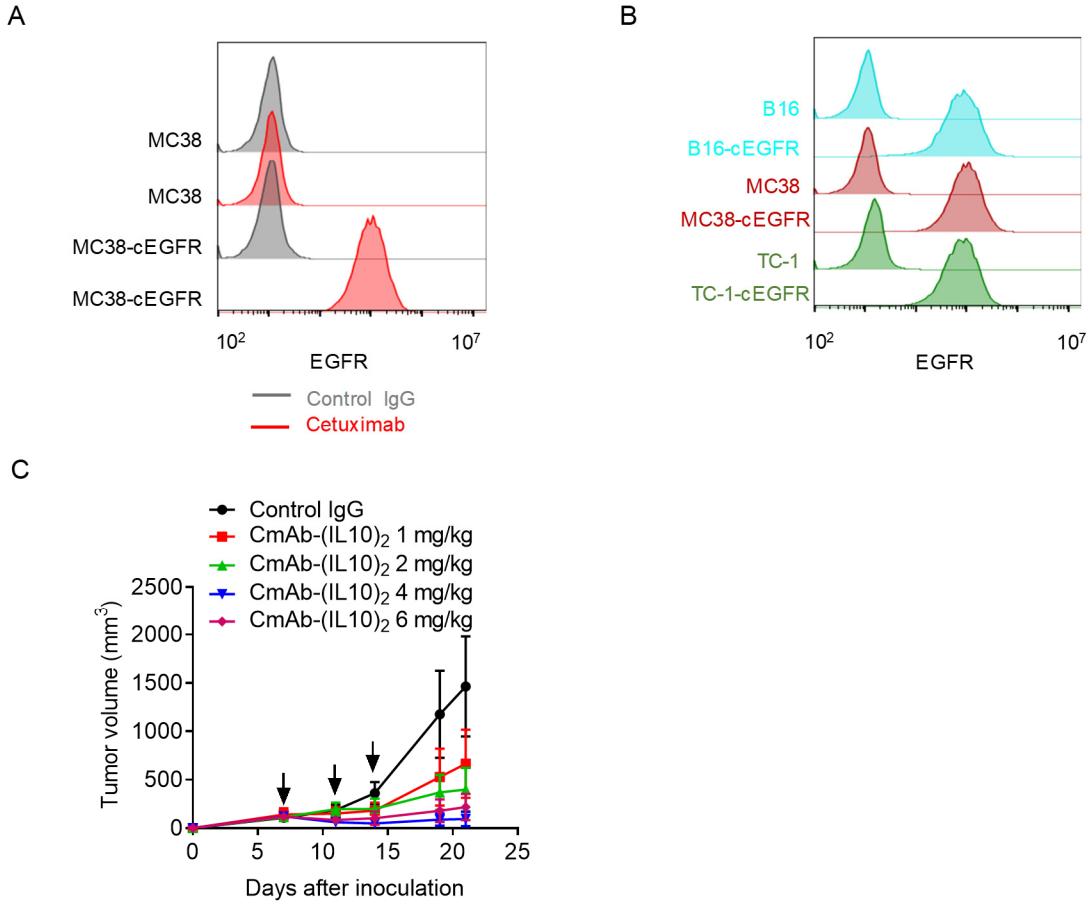 A
MC38
MC38
MC38-cEGFR
MC38-cEGFR
10²
10⁷
EGFR
Control IgG
Cetuximab
B
B16
B16-cEGFR
MC38
MC38-cEGFR
TC-1
TC-1-cEGFR
10²
10⁷
EGFR
C
Control IgG
CmAb-(IL10)₂ 1 mg/kg
CmAb-(IL10)₂ 2 mg/kg
CmAb-(IL10)₂ 4 mg/kg
CmAb-(IL10)₂ 6 mg/kg
Tumor volume (mm³)
2500
2000
1500
1000
500
0
0 5 10 15 20 25
Days after inoculation